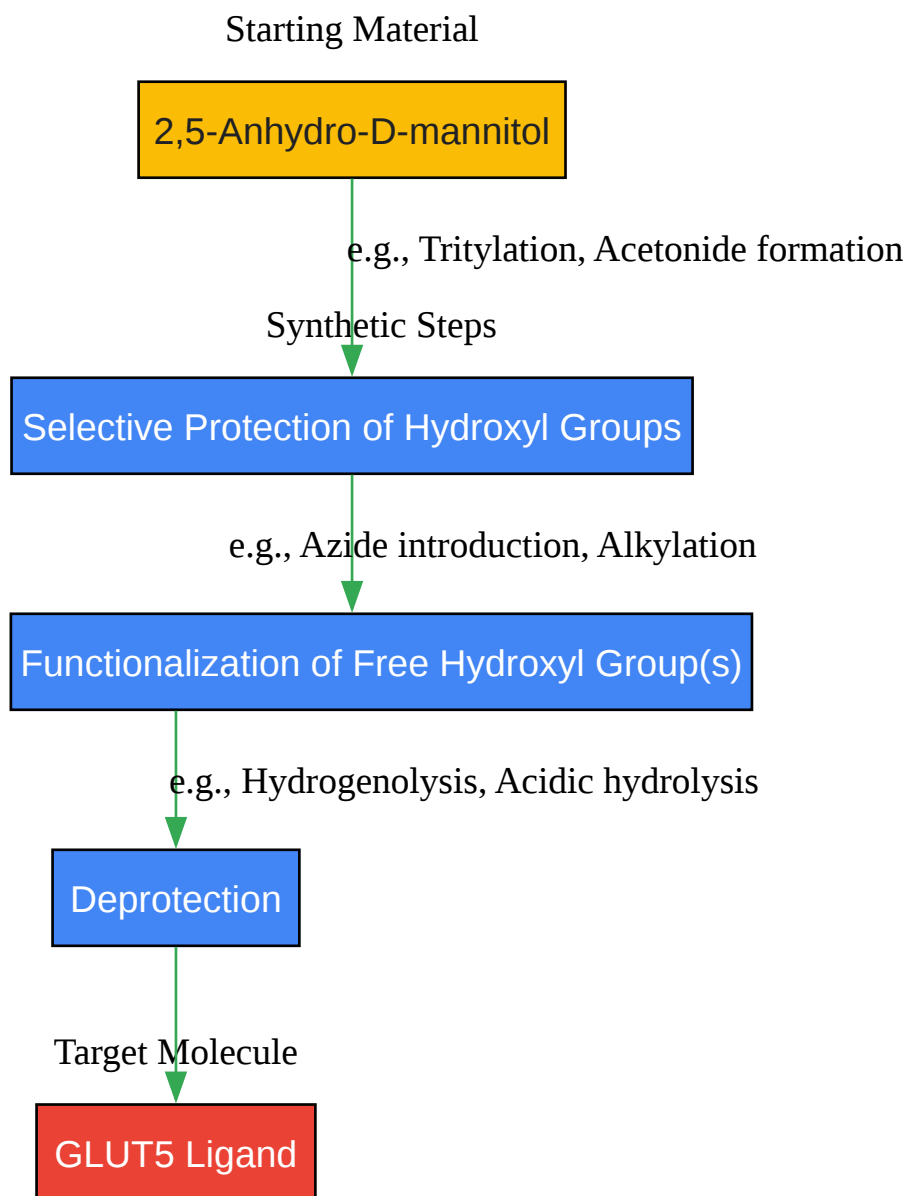 Starting Material
2,5-Anhydro-D-mannitol
e.g., Tritylation, Acetonide formation
Synthetic Steps
Selective Protection of Hydroxyl Groups
e.g., Azide introduction, Alkylation
Functionalization of Free Hydroxyl Group(s)
e.g., Hydrogenolysis, Acidic hydrolysis
Deprotection
Target Molecule
GLUT5 Ligand